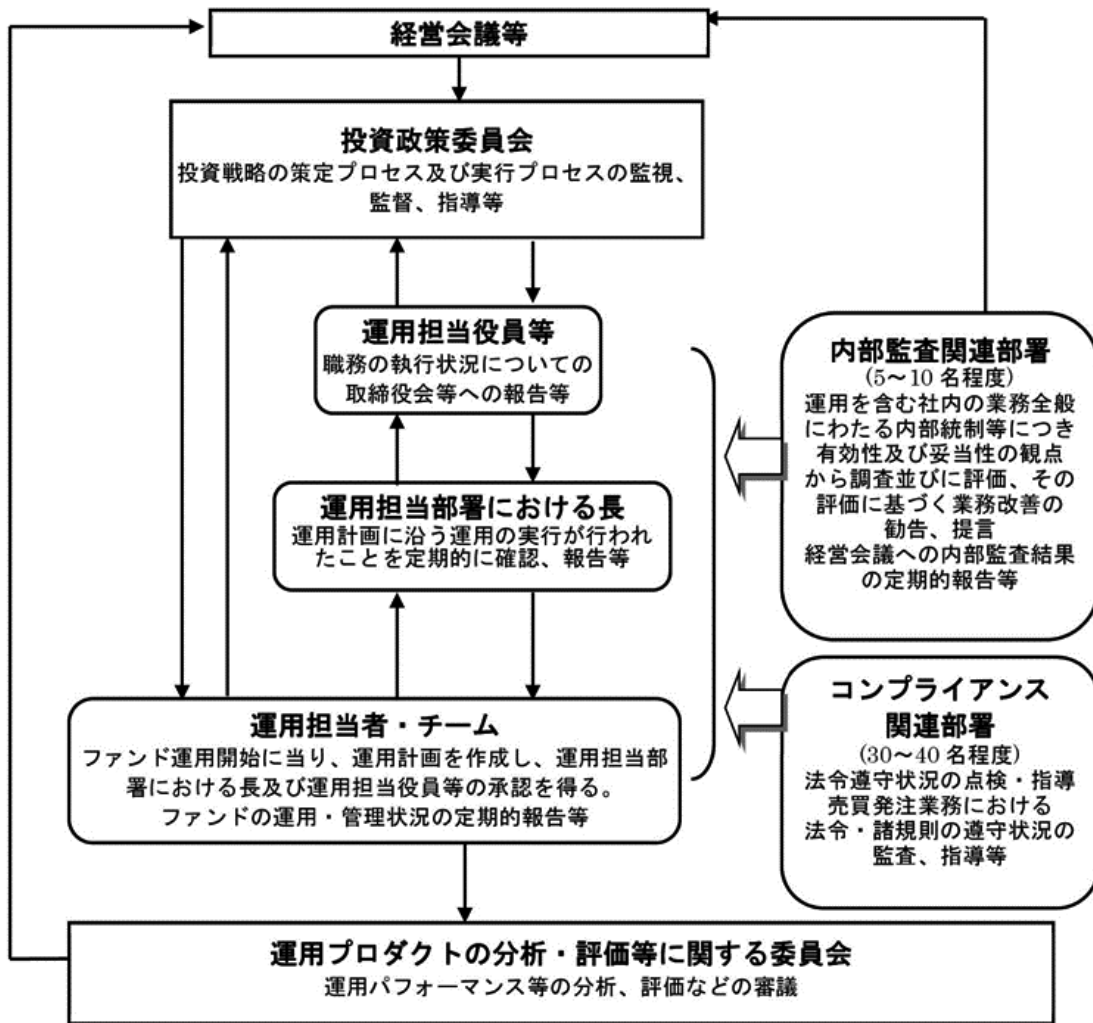 経営会議等
投資政策委員会
投資戦略の策定プロセス及び実行プロセスの監視、
監督、指導等
運用担当役員等
職務の執行状況についての
取締役会等への報告等
運用担当部署における長
運用計画に沿う運用の実行が行われ
たことを定期的に確認、報告等
運用担当者・チーム
ファンド運用開始に当り、運用計画を作成し、運用担当部
署における長及び運用担当役員等の承認を得る。
ファンドの運用・管理状況の定期的報告等
内部監査関連部署
(5～10 名程度)
運用を含む社内の業務全般
にわたる内部統制等につき
有効性及び妥当性の観点
から調査並びに評価、その
評価に基づく業務改善の
勧告、提言
経営会議への内部監査結果
の定期的報告等
コンプライアンス
関連部署
(30～40 名程度)
法令遵守状況の点検・指導
売買発注業務における
法令・諸規則の遵守状況の
監査、指導等
運用プロダクトの分析・評価等に関する委員会
運用パフォーマンス等の分析、評価などの審議